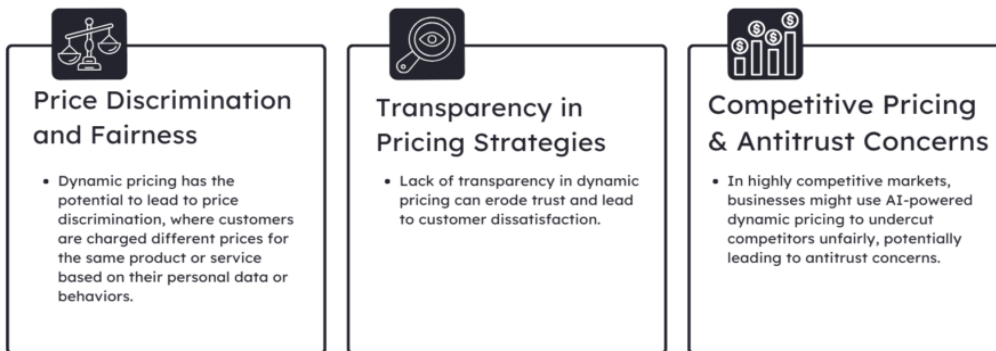 Price Discrimination
and Fairness
• Dynamic pricing has the
potential to lead to price
discrimination, where customers
are charged different prices for
the same product or service
based on their personal data or
behaviors.
Transparency in
Pricing Strategies
• Lack of transparency in dynamic
pricing can erode trust and lead
to customer dissatisfaction.
$ $ $ $
Competitive Pricing
& Antitrust Concerns
• In highly competitive markets,
businesses might use AI-powered
dynamic pricing to undercut
competitors unfairly, potentially
leading to antitrust concerns.